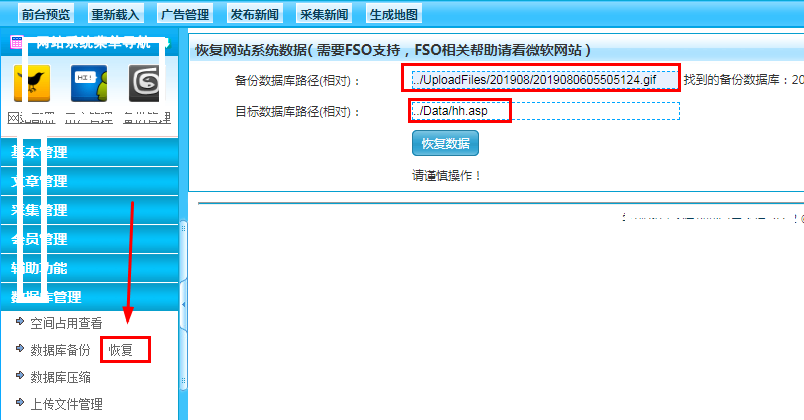 前台预览 重新载入 广告管理 发布新闻 采集新闻 生成地图
网站系统菜单导航
恢复网站系统数据( 需要FSO支持，FSO相关帮助请看微软网站 )
HI!
备份数据库路径(相对)： ../UploadFiles/201908/2019080605505124.gif 找到的备份数据库：20
目标数据库路径(相对)： ../Data/hh.asp
恢复数据
请谨慎操作！
基本管理
文章管理
采集管理
会员管理
辅助功能
数据库管理
空间占用查看
数据库备份 恢复
数据库压缩
上传文件管理